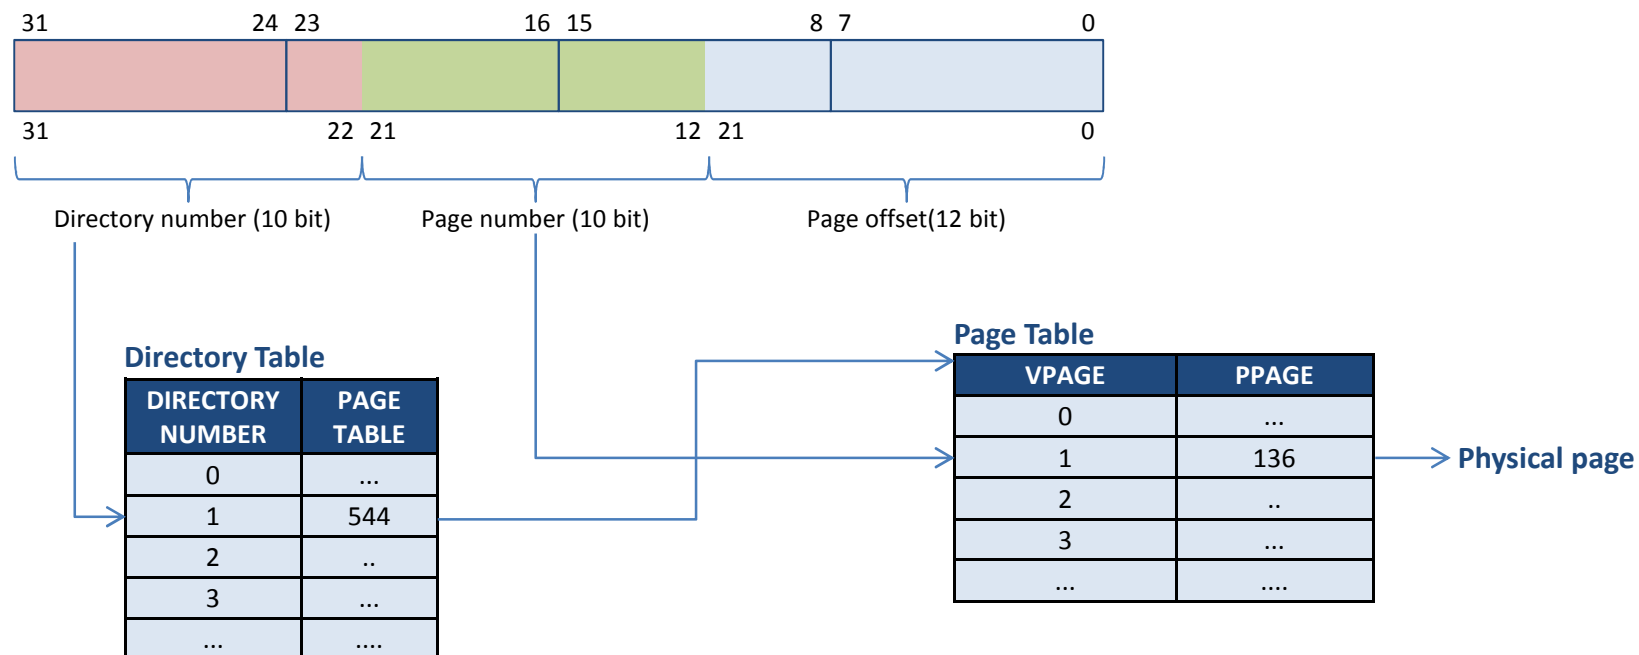 31 24 23 16 15 8 7 0
31 22 21 12 21 0
Directory number (10 bit) Page number (10 bit) Page offset(12 bit)
Directory Table
DIRECTORY NUMBER PAGE TABLE
0 ...
1 544
2 ..
3 ...
... ....
Page Table
VPAGE PPAGE
0 ...
1 136
2 ..
3 ...
... ....
Physical page